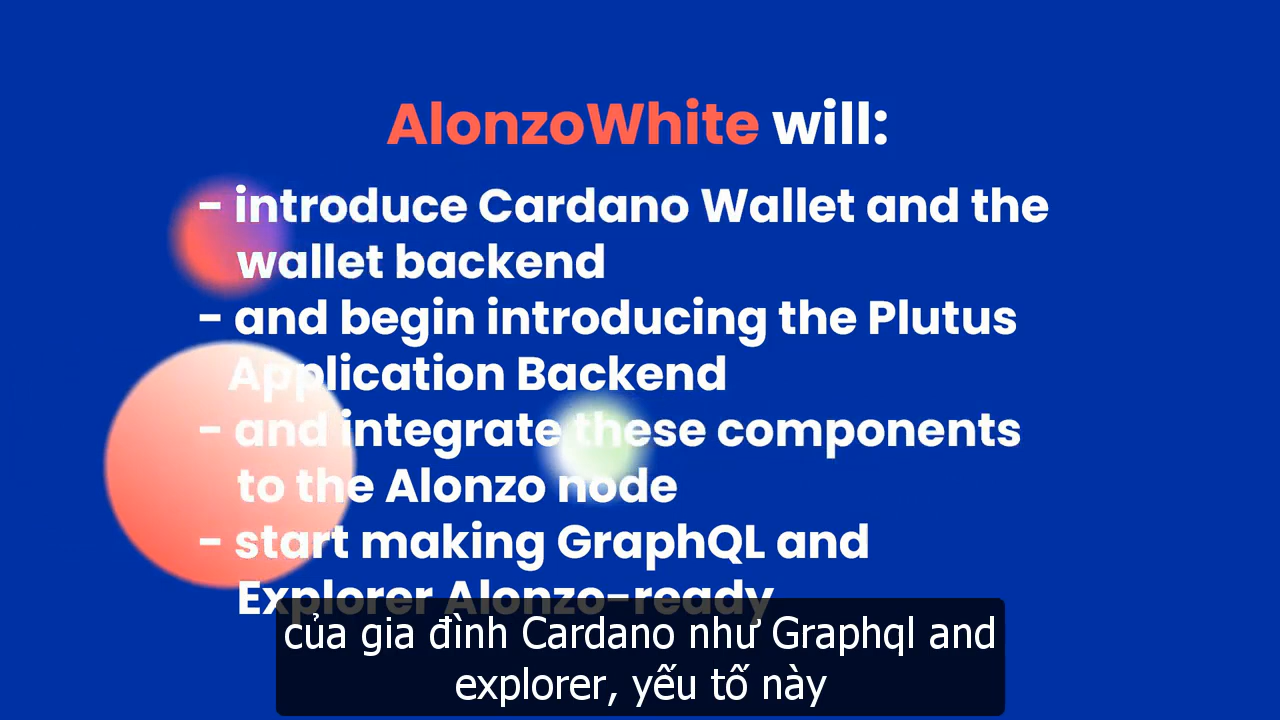 AlonzoWhite will:
- introduce Cardano Wallet and the
wallet backend
- and begin introducing the Plutus
Application Backend
- and integrate these components
to the Alonzo node
- start making GraphQL and
Explorer Alonzo-ready
của gia đình Cardano như Graphql and
explorer, yếu tố này